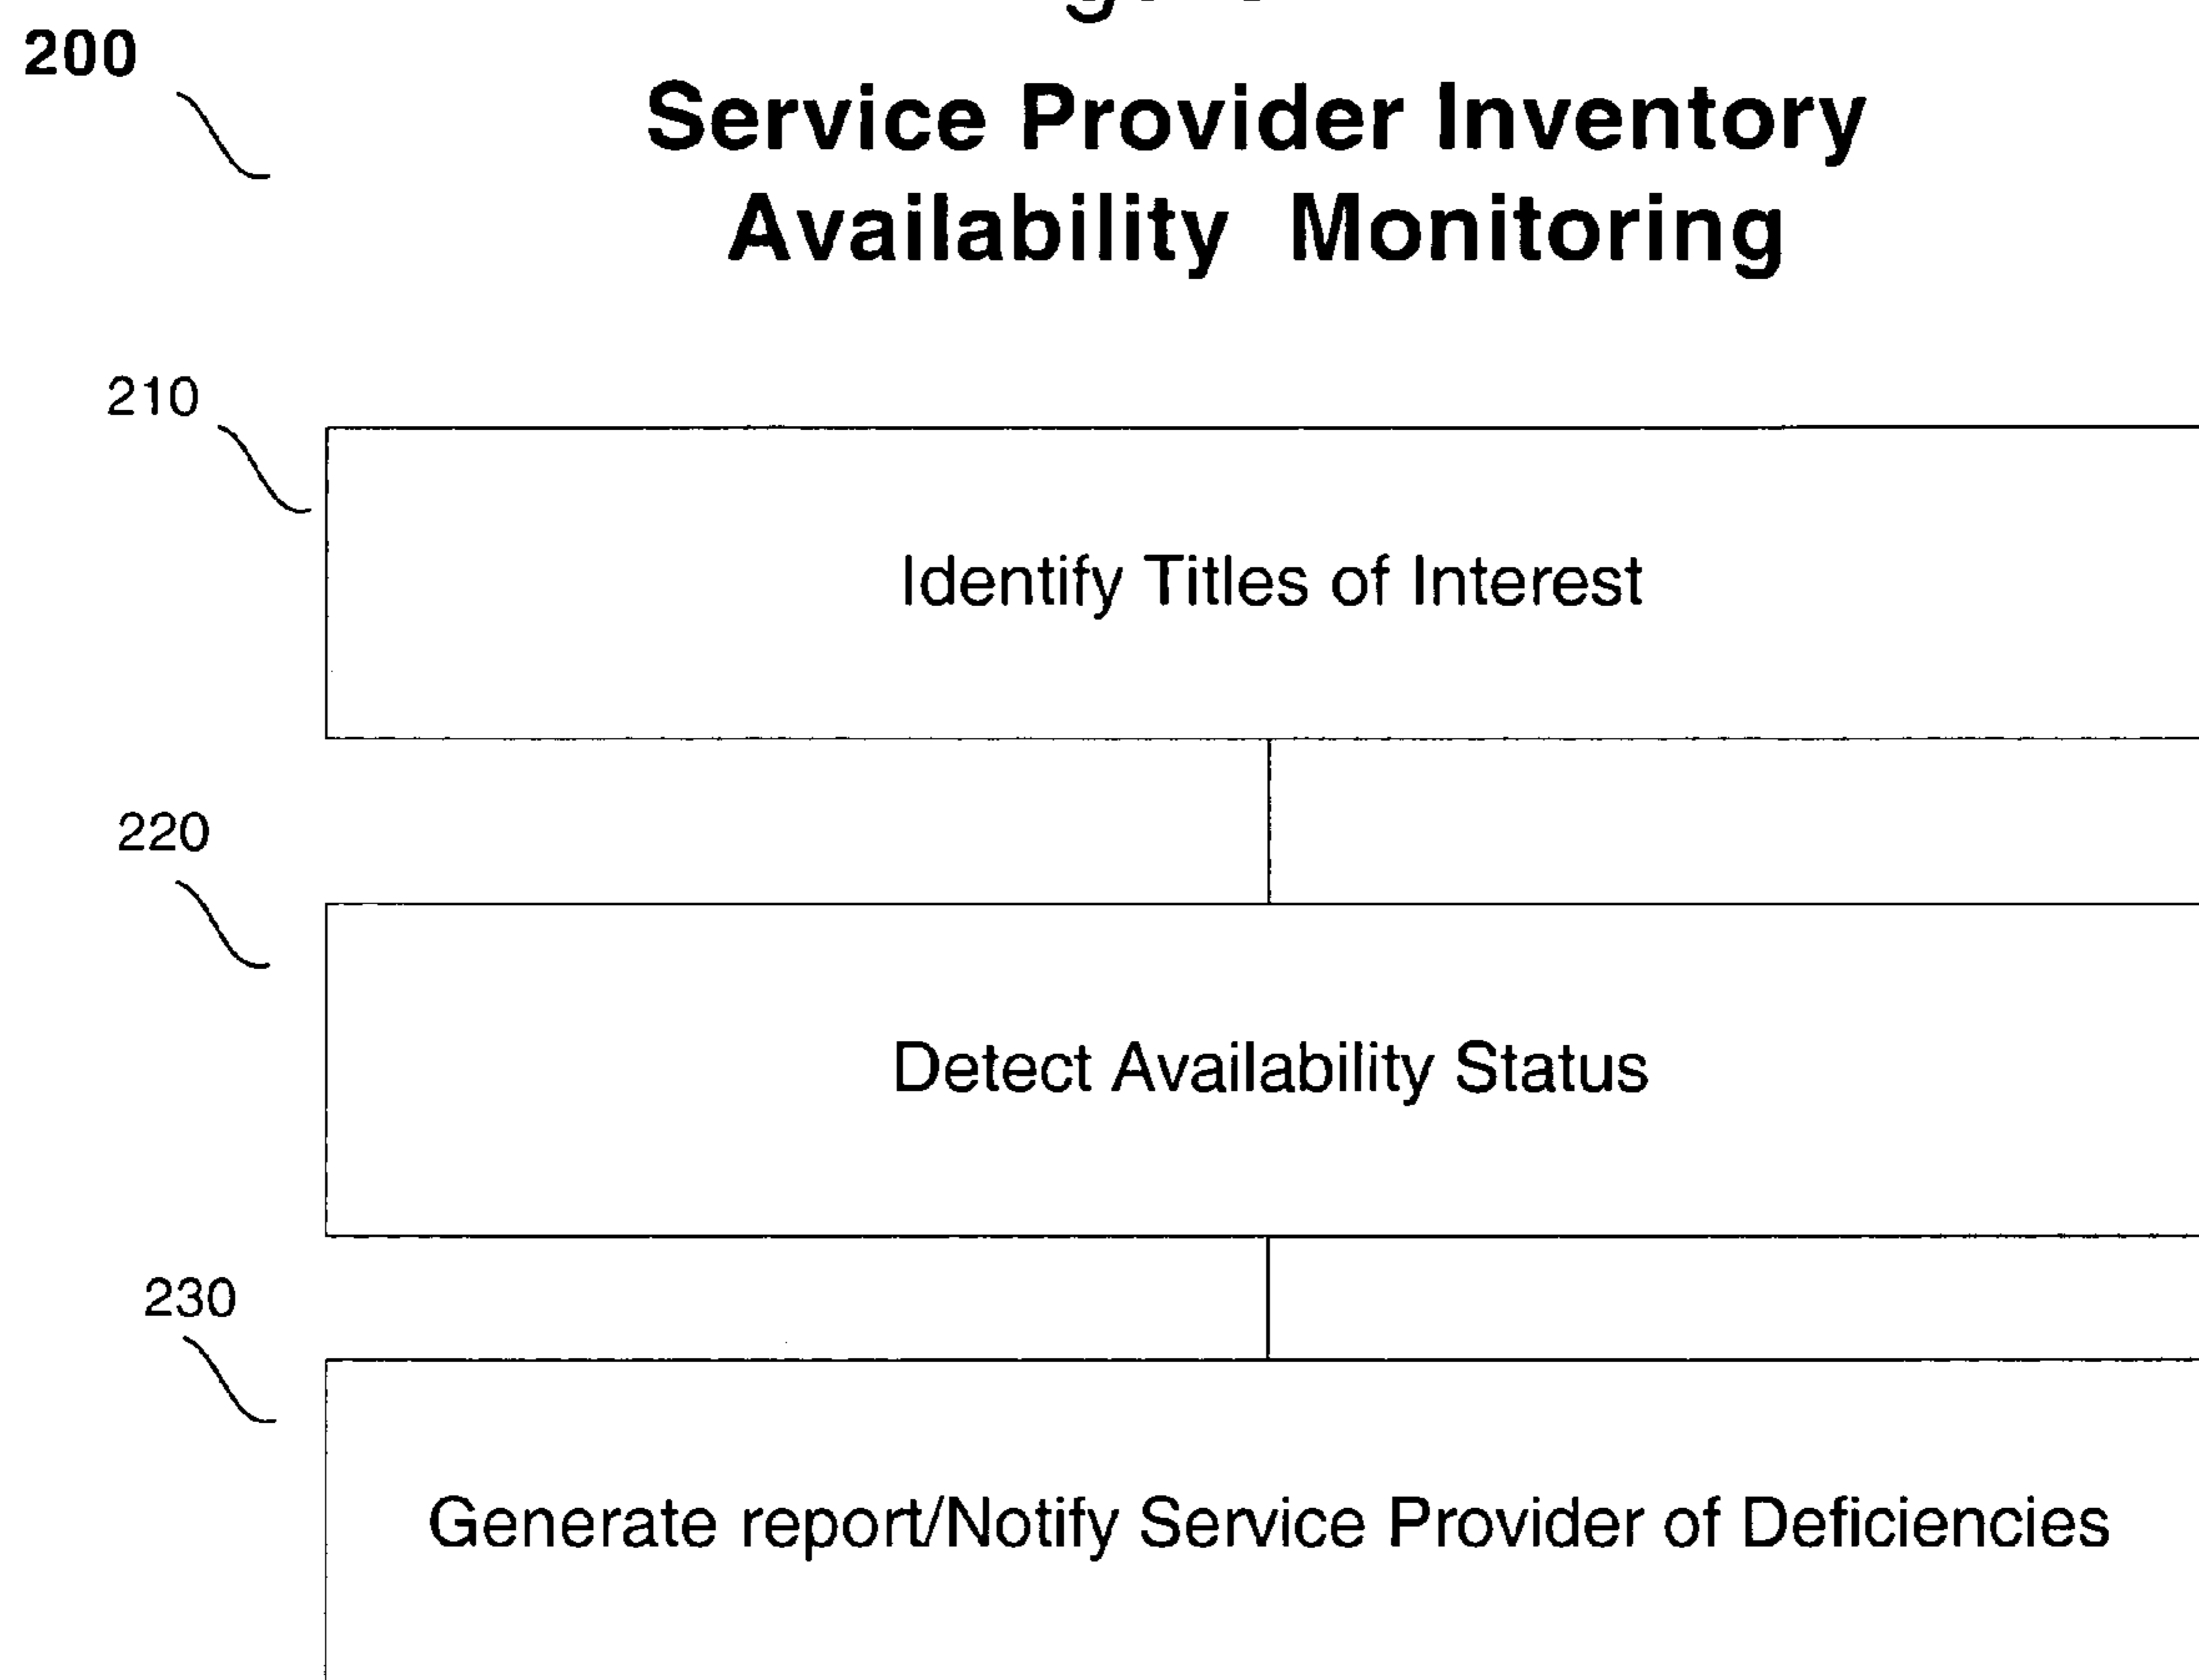 200
Service Provider Inventory
Availability Monitoring
210
Identify Titles of Interest
220
Detect Availability Status
230
Generate report/Notify Service Provider of Deficiencies